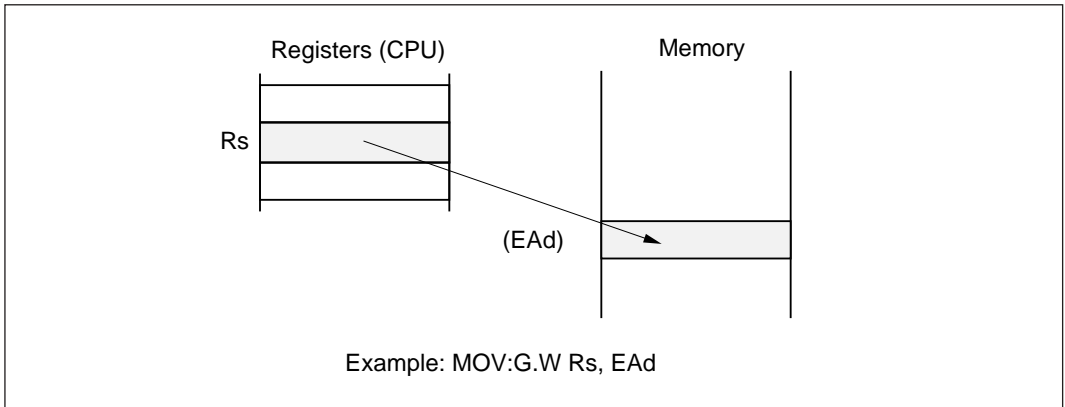 Registers (CPU)
Memory
Rs
(EAd)
Example: MOV:G.W Rs, EAd